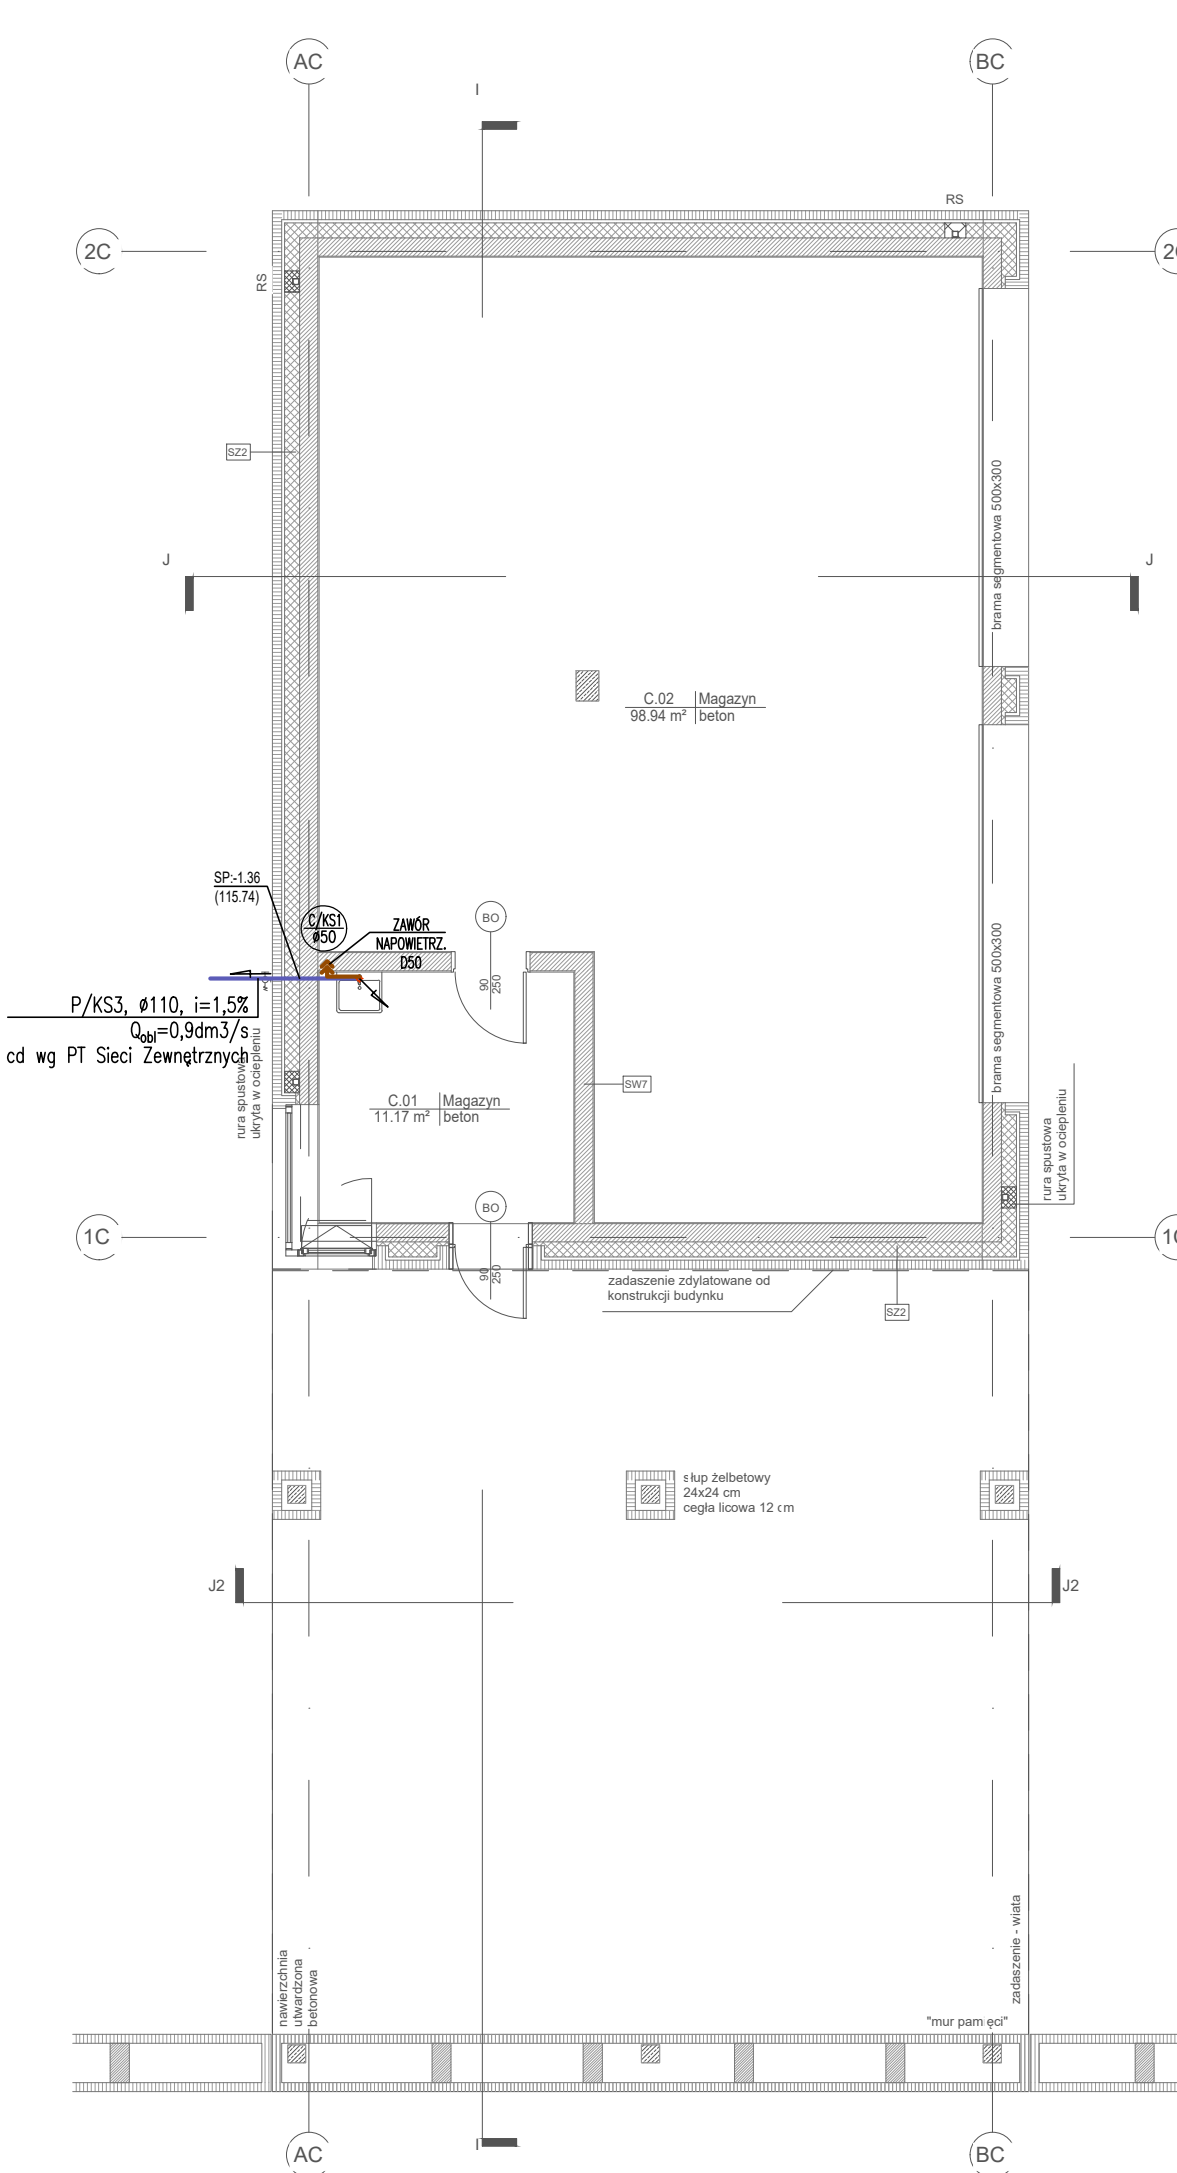 AC
BC
I
RS
2C
RS
SZ2
brama segmentowa 500x300
J
J
C.02 Magazyn
98.94 m² beton
SP:-1.36
(115.74)
C/KS1
ø50
ZAWÓR
NAPOWIETRZ.
D50
BO
90
250
brama segmentowa 500x300
P/KS3, ø110, i=1,5%
Qobl=0,9dm3/s
cd wg PT Sieci Zewnętrznych
rura spustowa
ukryta w ociepleniu
SW7
C.01 Magazyn
11.17 m² beton
rura spustowa
ukryta w ociepleniu
BO
90
250
1C
zadaszenie zdylatowane od
konstrukcji budynku
SZ2
słup żelbetowy
24x24 cm
cegła licowa 12 cm
J2
J2
nawierzchnia
utwardzona
betonowa
zadaszenie - wiata
"mur pamięci"
I
AC
BC